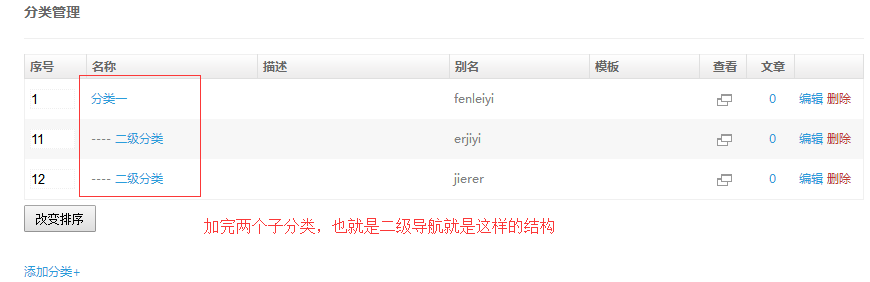 分类管理
序号 名称 描述 别名 模板 查看 文章
1 分类一 fenleiyi 0 编辑 删除
11 ---- 二级分类 erjiyi 0 编辑 删除
12 ---- 二级分类 jierer 0 编辑 删除
改变排序
加完两个子分类，也就是二级导航就是这样的结构
添加分类+